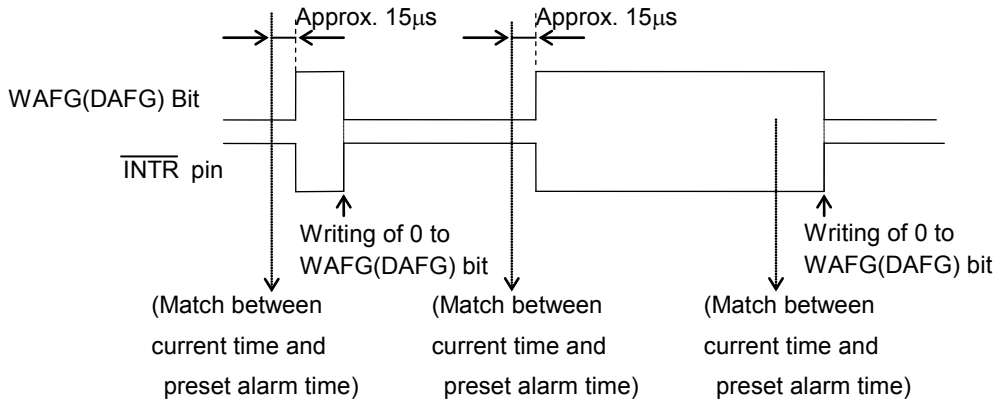 Approx. 15μs
Approx. 15μs
WAFG(DAFG) Bit
INTR pin
Writing of 0 to
WAFG(DAFG) bit
Writing of 0 to
WAFG(DAFG) bit
(Match between
current time and
preset alarm time)
(Match between
current time and
preset alarm time)
(Match between
current time and
preset alarm time)